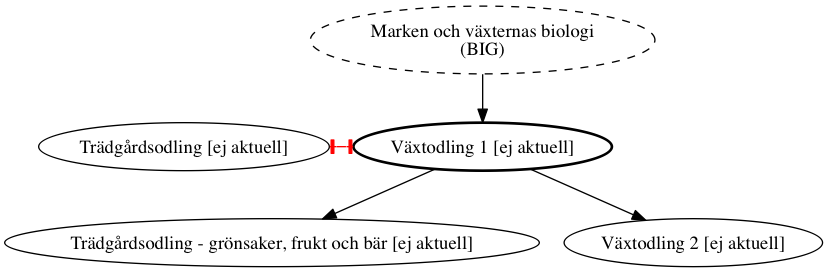 Marken och växternas biologi
(BIG)
Trädgårdsodling [ej aktuell]
Växtodling 1 [ej aktuell]
Trädgårdsodling - grönsaker, frukt och bär [ej aktuell]
Växtodling 2 [ej aktuell]